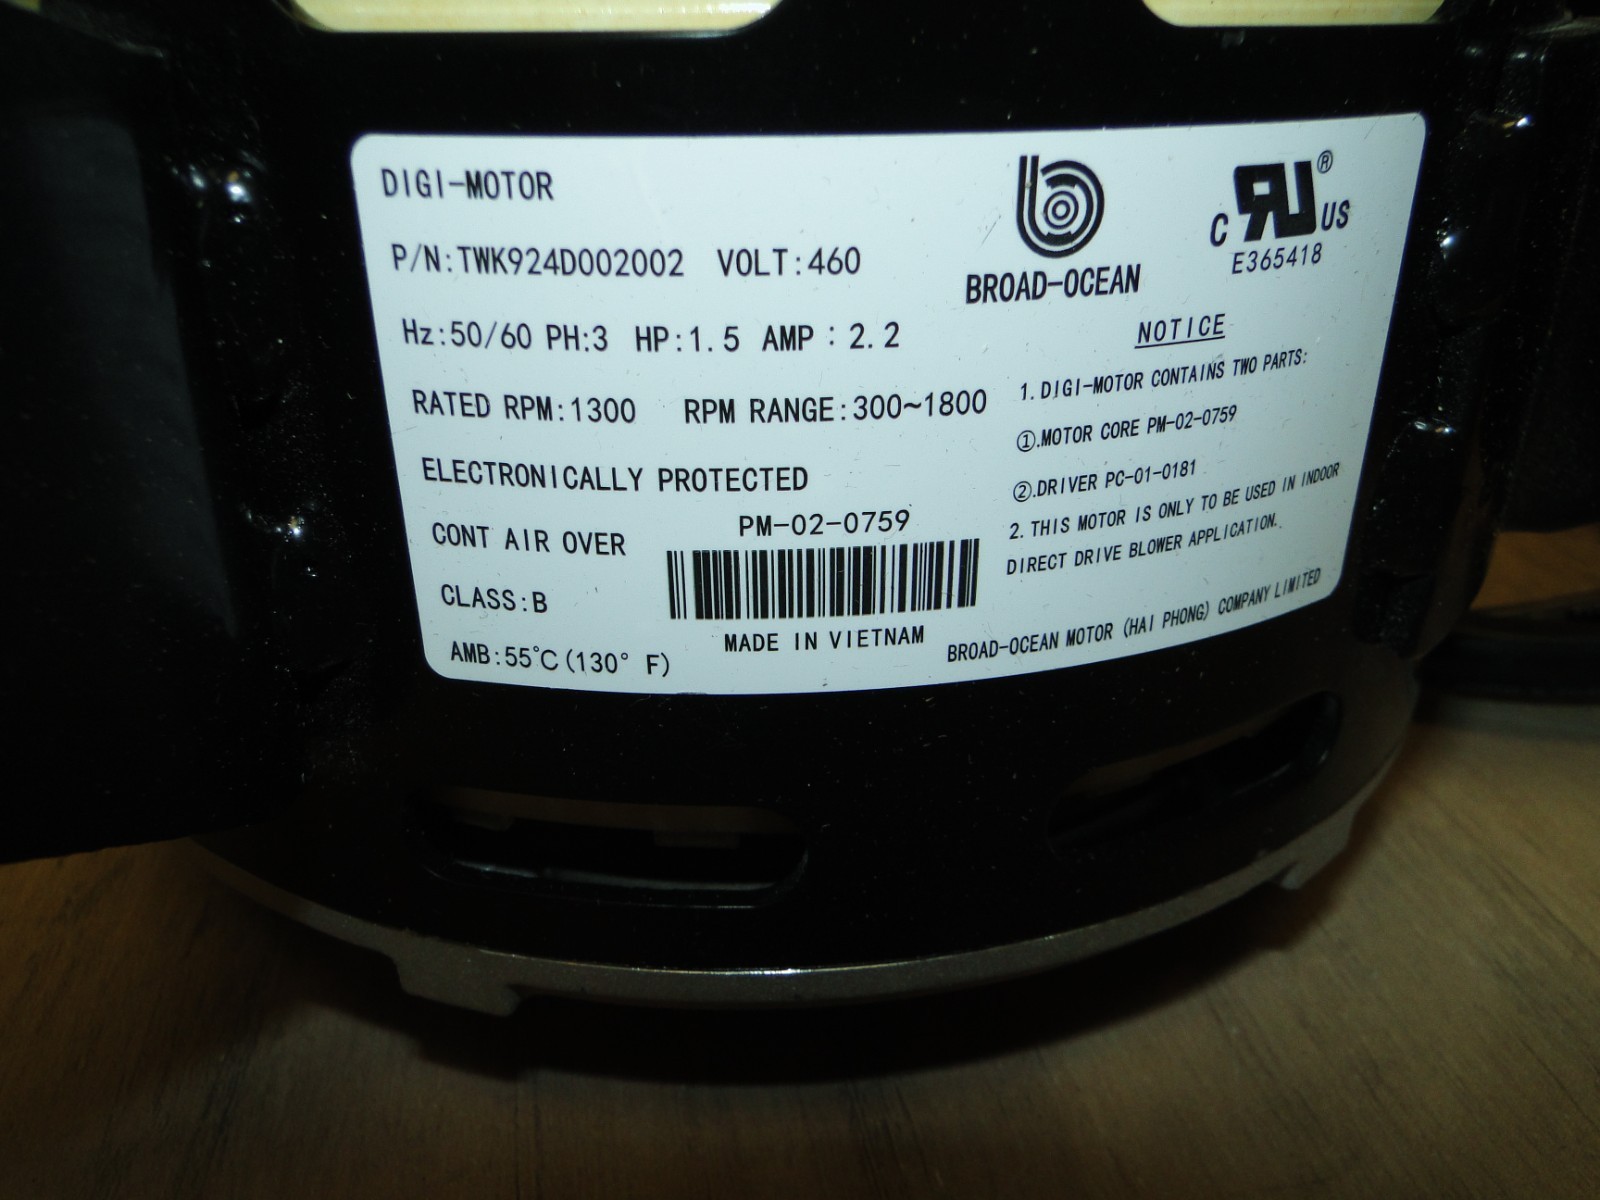 DIGI-MOTOR
P/N:TWK924D002002 VOLT:460
Hz:50/60 PH:3 HP:1.5 AMP:2.2
RATED RPM:1300 RPM RANGE:300~1800
ELECTRONICALLY PROTECTED
CONT AIR OVER
CLASS:B
AMB:55℃(130° F)
PM-02-0759
MADE IN VIETNAM
BROAD-OCEAN
C RU US ®
E365418
NOTICE
1. DIGI-MOTOR CONTAINS TWO PARTS:
①.MOTOR CORE PM-02-0759
②.DRIVER PC-01-0181
2. THIS MOTOR IS ONLY TO BE USED IN INDOOR
DIRECT DRIVE BLOWER APPLICATION.
BROAD-OCEAN MOTOR (HAI PHONG) COMPANY LIMITED